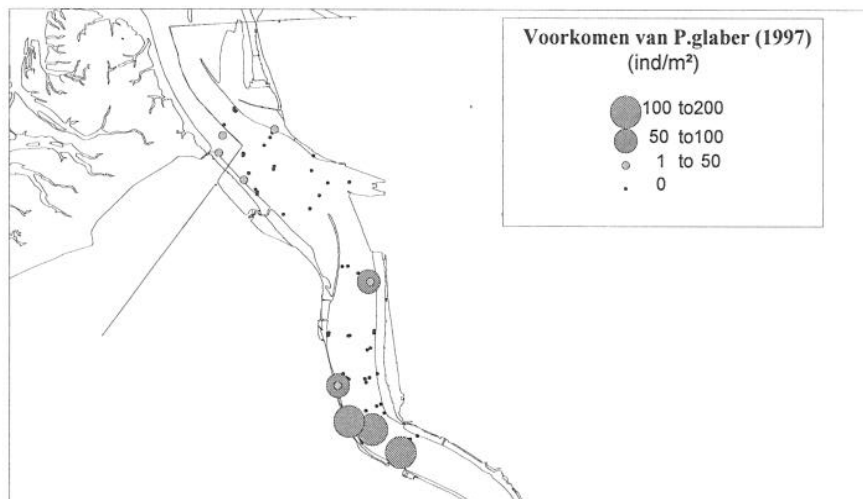 Voorkomen van P.glaber (1997)
(ind/m²)
100 to200
50 to100
1 to 50
0